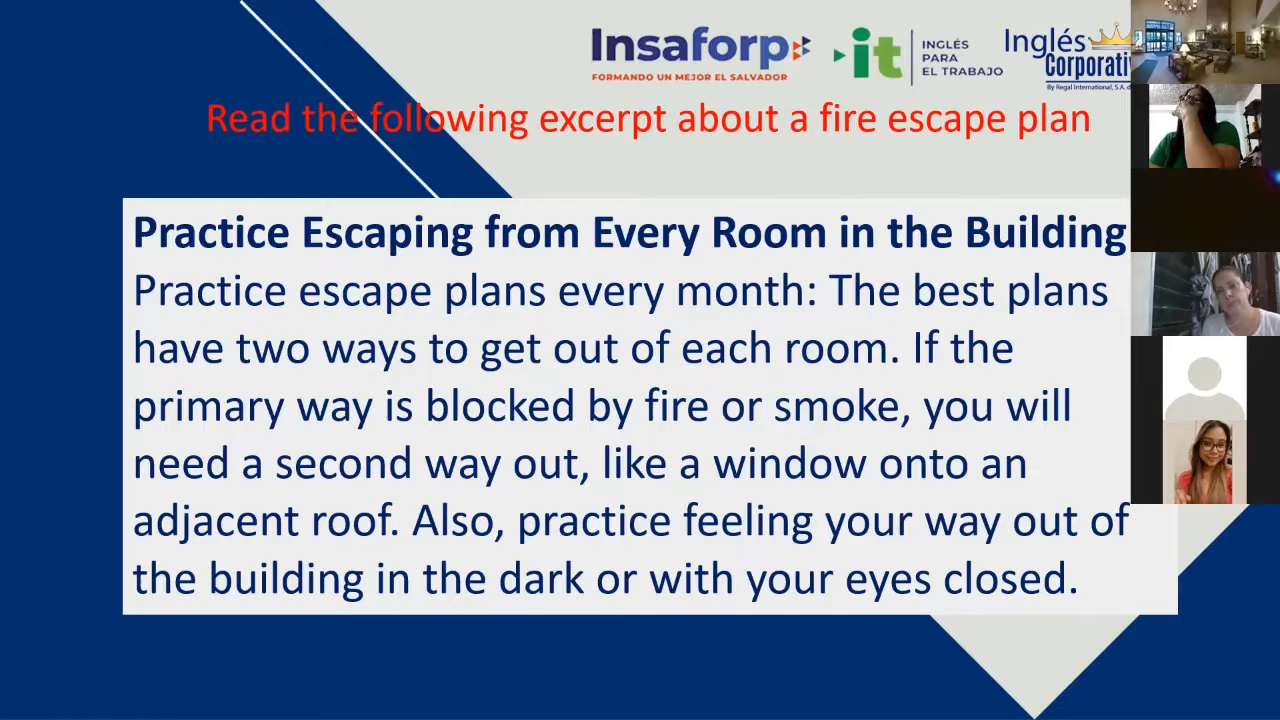 Insaforp
FORMANDO UN MEJOR EL SALVADOR
it
INGLÉS
PARA
EL TRABAJO
Inglés
Corporati
By Regal International, S.A. d
Read the following excerpt about a fire escape plan
Practice Escaping from Every Room in the Building
Practice escape plans every month: The best plans
have two ways to get out of each room. If the
primary way is blocked by fire or smoke, you will
need a second way out, like a window onto an
adjacent roof. Also, practice feeling your way out of
the building in the dark or with your eyes closed.